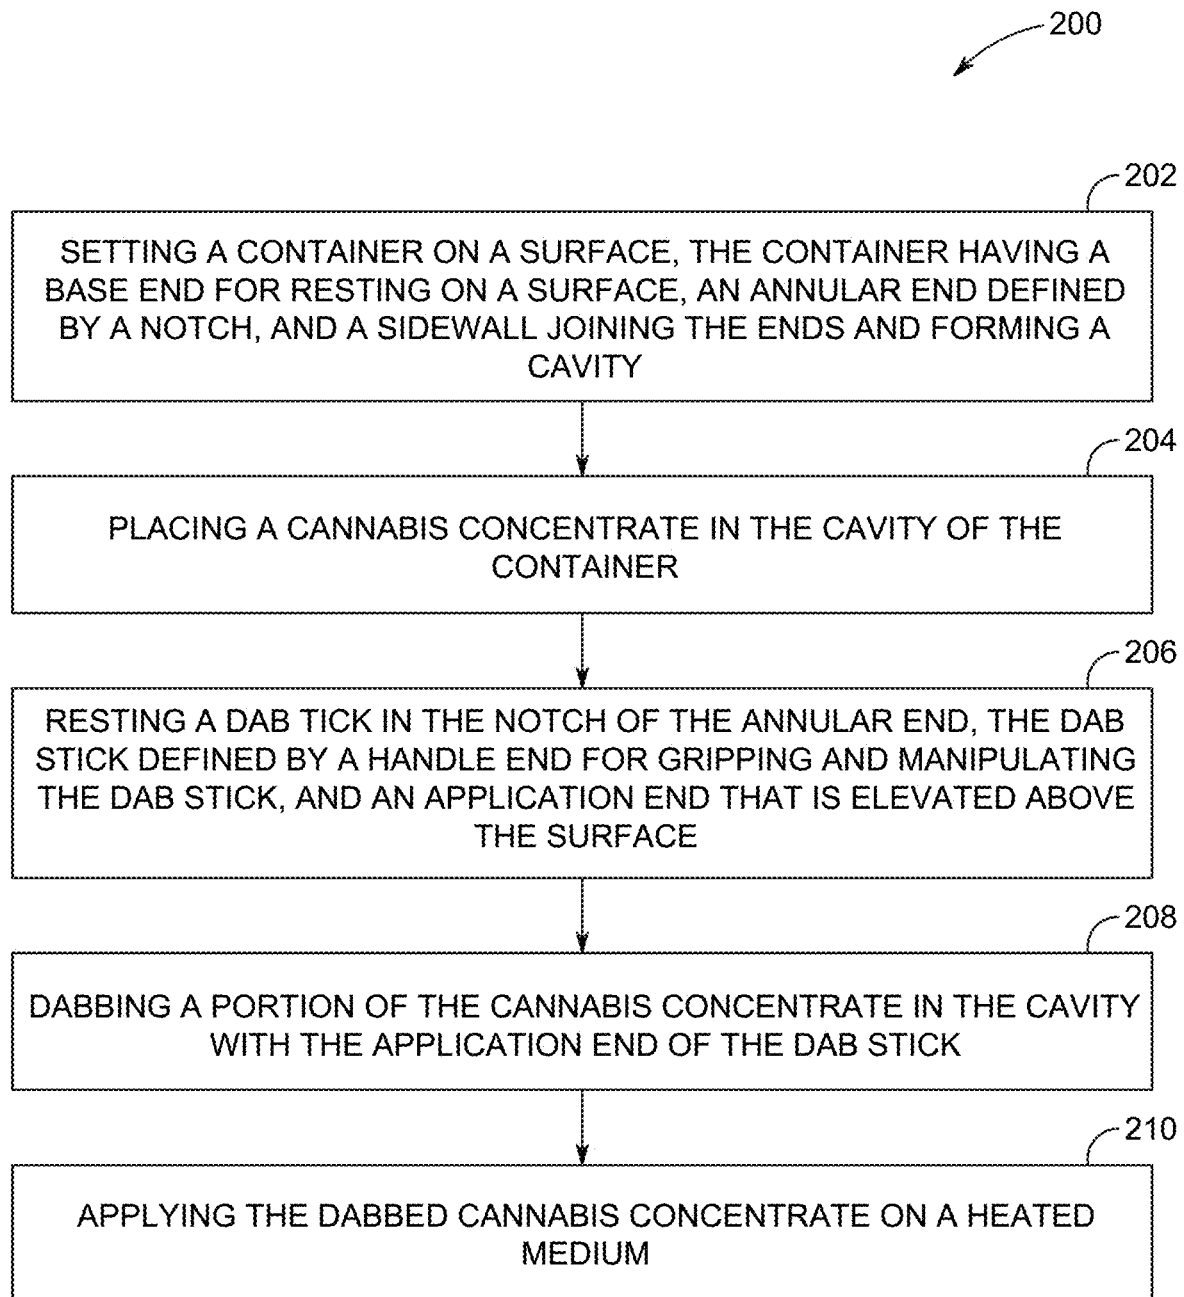 200
202
SETTING A CONTAINER ON A SURFACE, THE CONTAINER HAVING A
BASE END FOR RESTING ON A SURFACE, AN ANNULAR END DEFINED
BY A NOTCH, AND A SIDEWALL JOINING THE ENDS AND FORMING A
CAVITY
204
PLACING A CANNABIS CONCENTRATE IN THE CAVITY OF THE
CONTAINER
206
RESTING A DAB TICK IN THE NOTCH OF THE ANNULAR END, THE DAB
STICK DEFINED BY A HANDLE END FOR GRIPPING AND MANIPULATING
THE DAB STICK, AND AN APPLICATION END THAT IS ELEVATED ABOVE
THE SURFACE
208
DABBING A PORTION OF THE CANNABIS CONCENTRATE IN THE CAVITY
WITH THE APPLICATION END OF THE DAB STICK
210
APPLYING THE DABBED CANNABIS CONCENTRATE ON A HEATED
MEDIUM